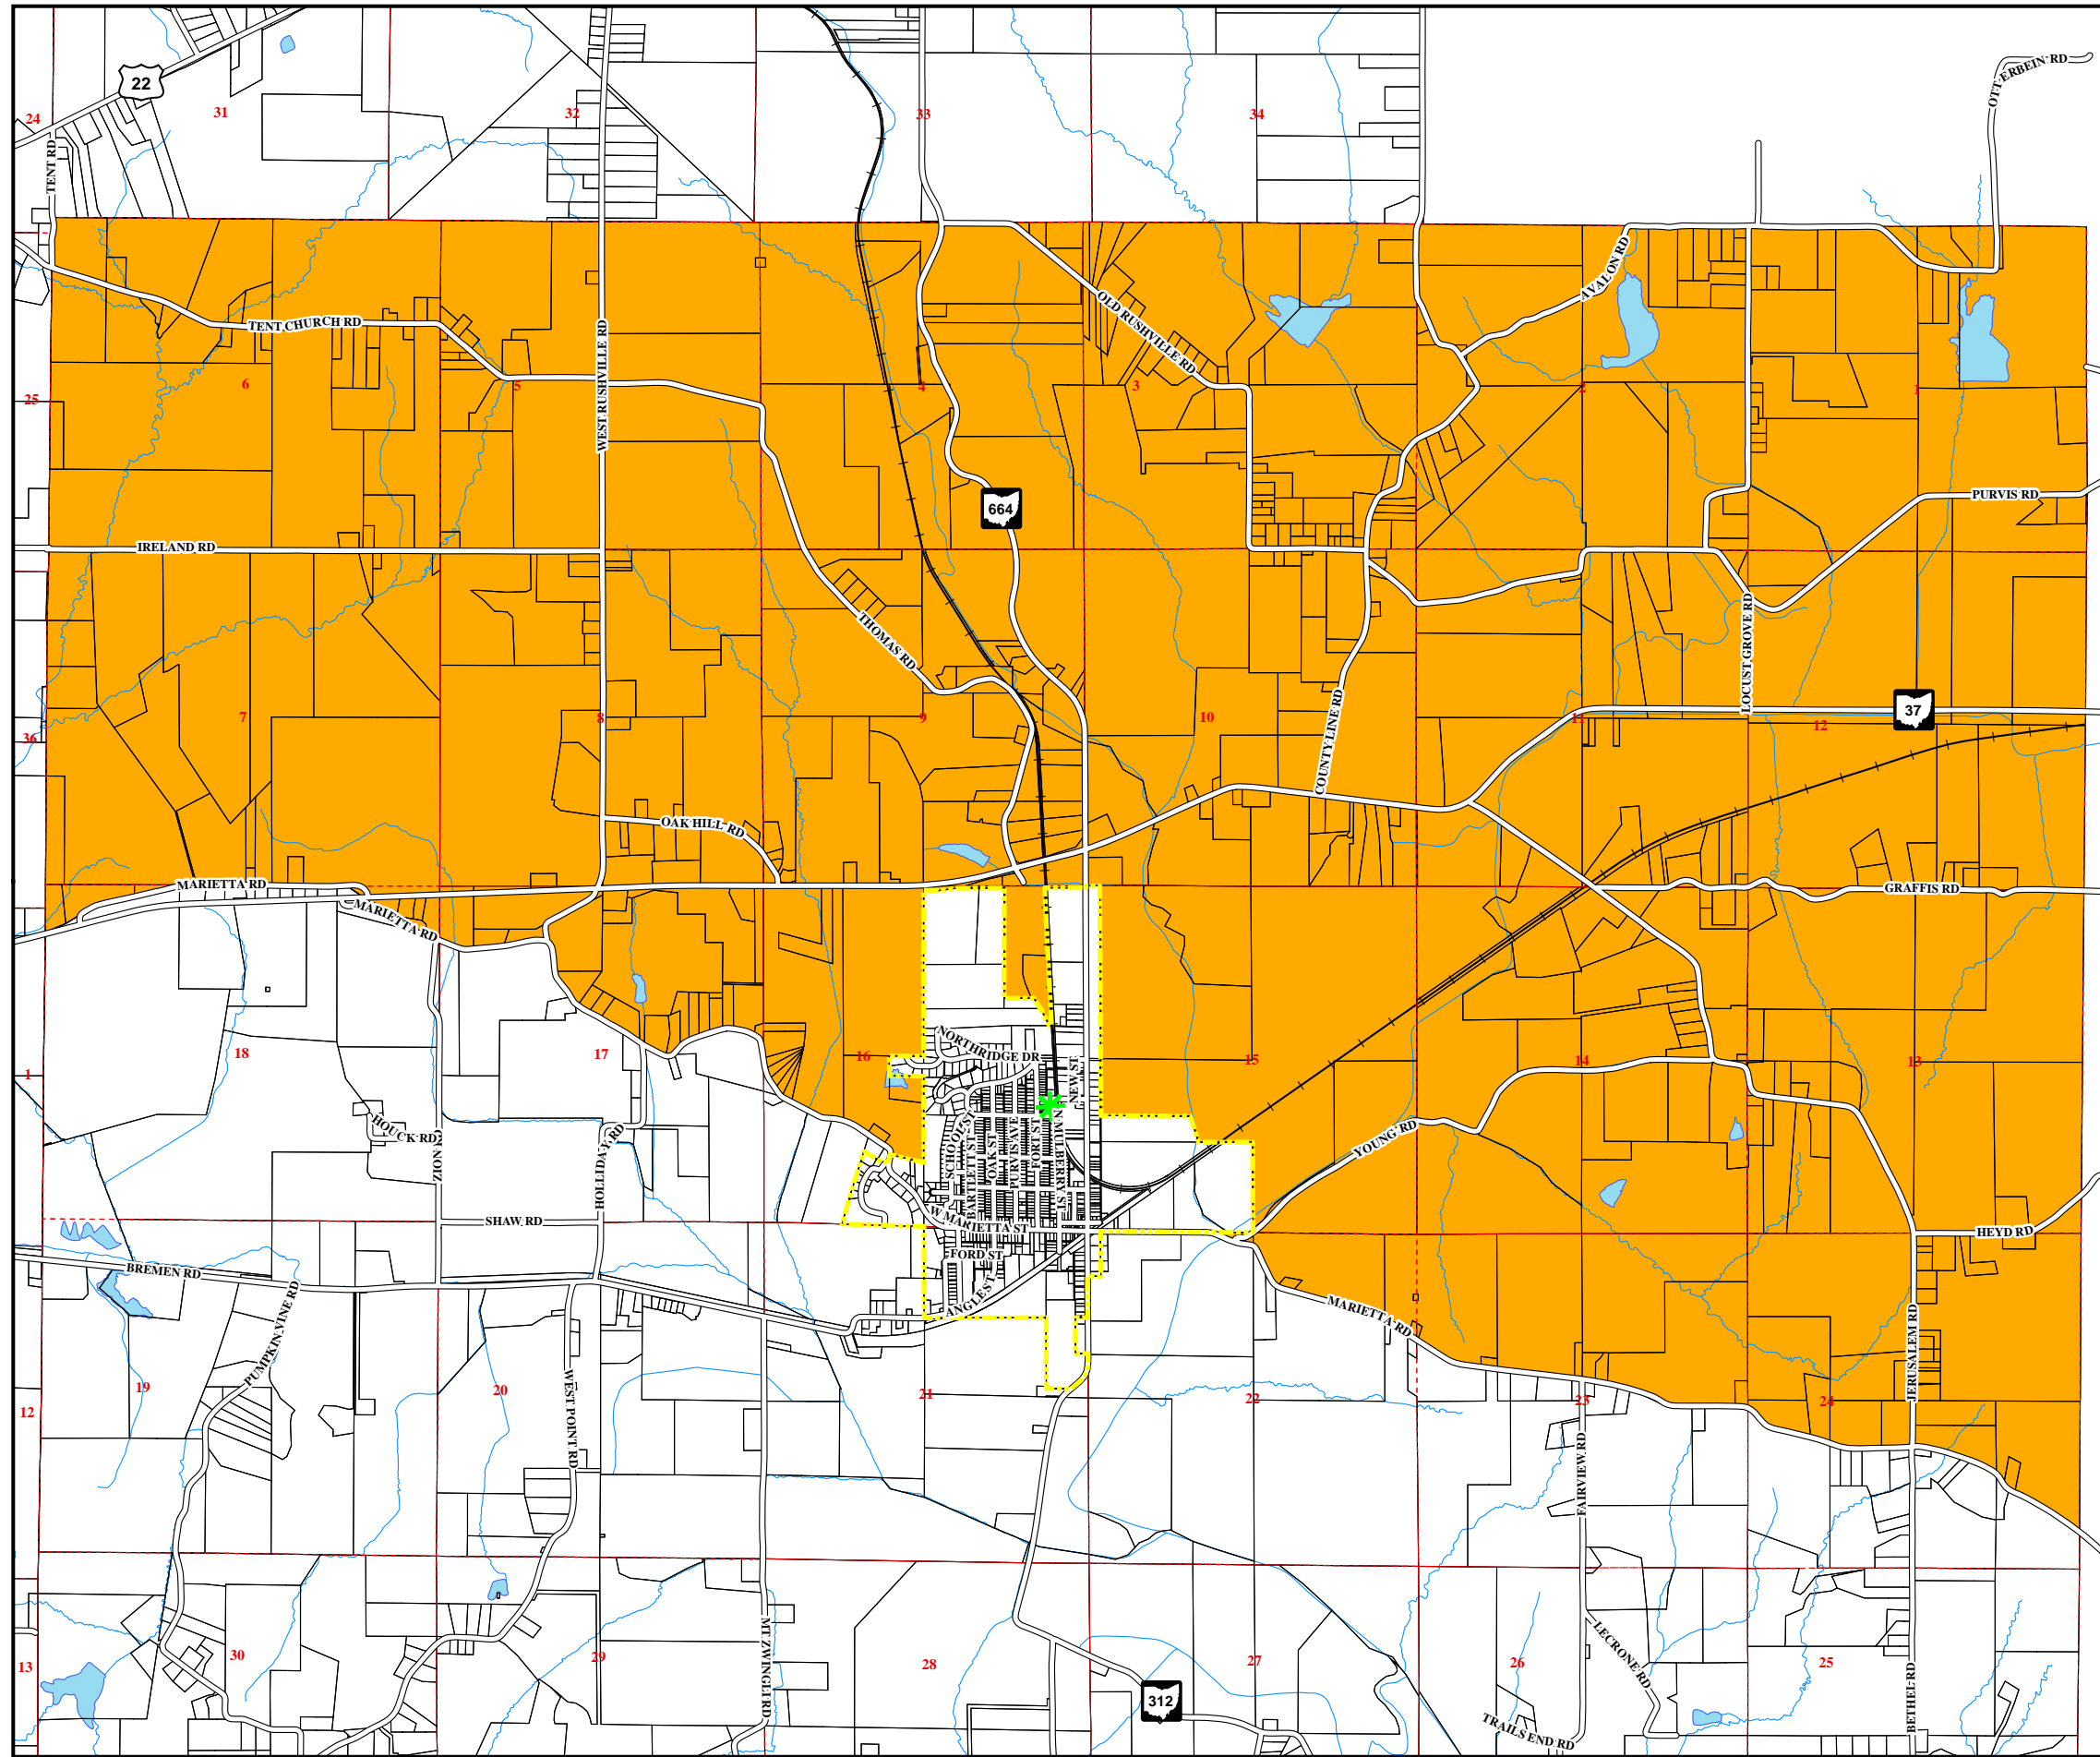 OTTERBEIN RD
22
31
32
33
34
24
TENT RD
AVALON RD
OLD RUSHVILLE RD
TENT CHURCH RD
WEST RUSHVILLE RD
6
5
4
3
2
1
25
664
PURVIS RD
IRELAND RD
THOMAS RD
LOCUST GROVE RD
COUNTY LINE RD
37
7
8
9
10
11
12
36
OAK HILL RD
MARIETTA RD
MARIETTA RD
GRAFFIS RD
NORTHRIDGE DR
NEW ST
18
17
16
15
14
13
1
HOUCK RD
ZION RD
HOLLIDAY RD
SCHOOL ST
BARTLETT ST
OAK ST
PURVIS AVE
FORT ST
N MULBERRY ST
YOUNG RD
SHAW RD
W MARIETTA ST
HEYD RD
FORD ST
BREMEN RD
ANGLE ST
PUMPKIN VINE RD
MARIETTA RD
JERUSALEM RD
WEST POINT RD
19
20
21
22
23
24
12
FAIRVIEW RD
MT ZWINGLI RD
LECRONE RD
BETHEL RD
30
29
28
27
26
25
13
312
TRAILS END RD